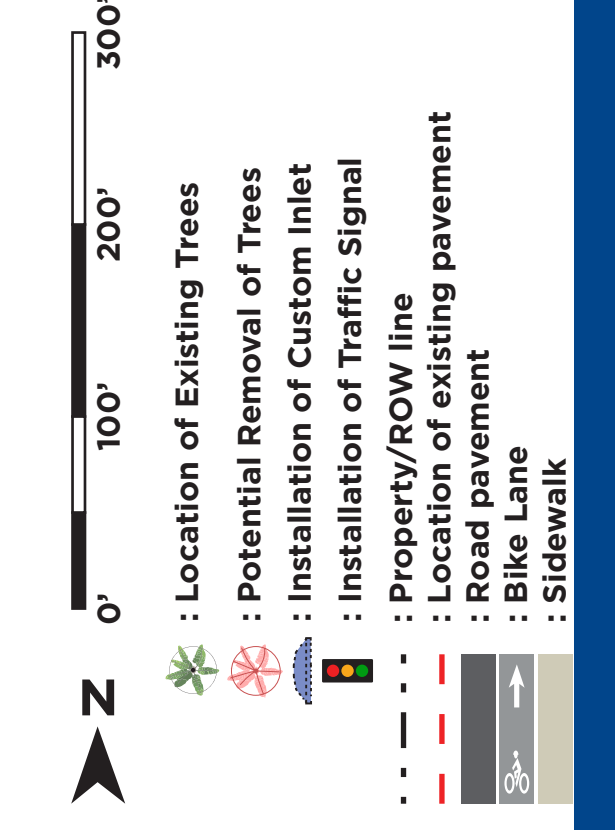 N
0' 100' 200' 300'
:: Location of Existing Trees
:: Potential Removal of Trees
:: Installation of Custom Inlet
:: Installation of Traffic Signal
:: Property/ROW line
:: Location of existing pavement
:: Road pavement
:: Bike Lane
:: Sidewalk